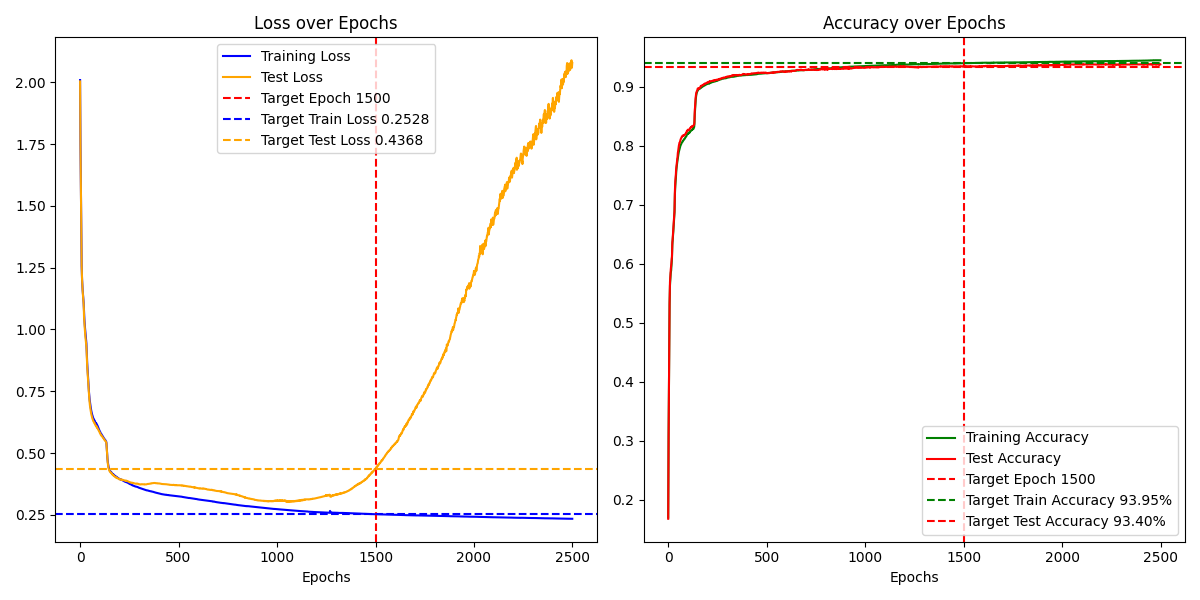 Loss over Epochs
Training Loss
Test Loss
Target Epoch 1500
Target Train Loss 0.2528
Target Test Loss 0.4368
2.00
1.75
1.50
1.25
1.00
0.75
0.50
0.25
0 500 1000 1500 2000 2500
Epochs
Accuracy over Epochs
0.9
0.8
0.7
0.6
0.5
0.4
0.3
0.2
Training Accuracy
Test Accuracy
Target Epoch 1500
Target Train Accuracy 93.95%
Target Test Accuracy 93.40%
0 500 1000 1500 2000 2500
Epochs